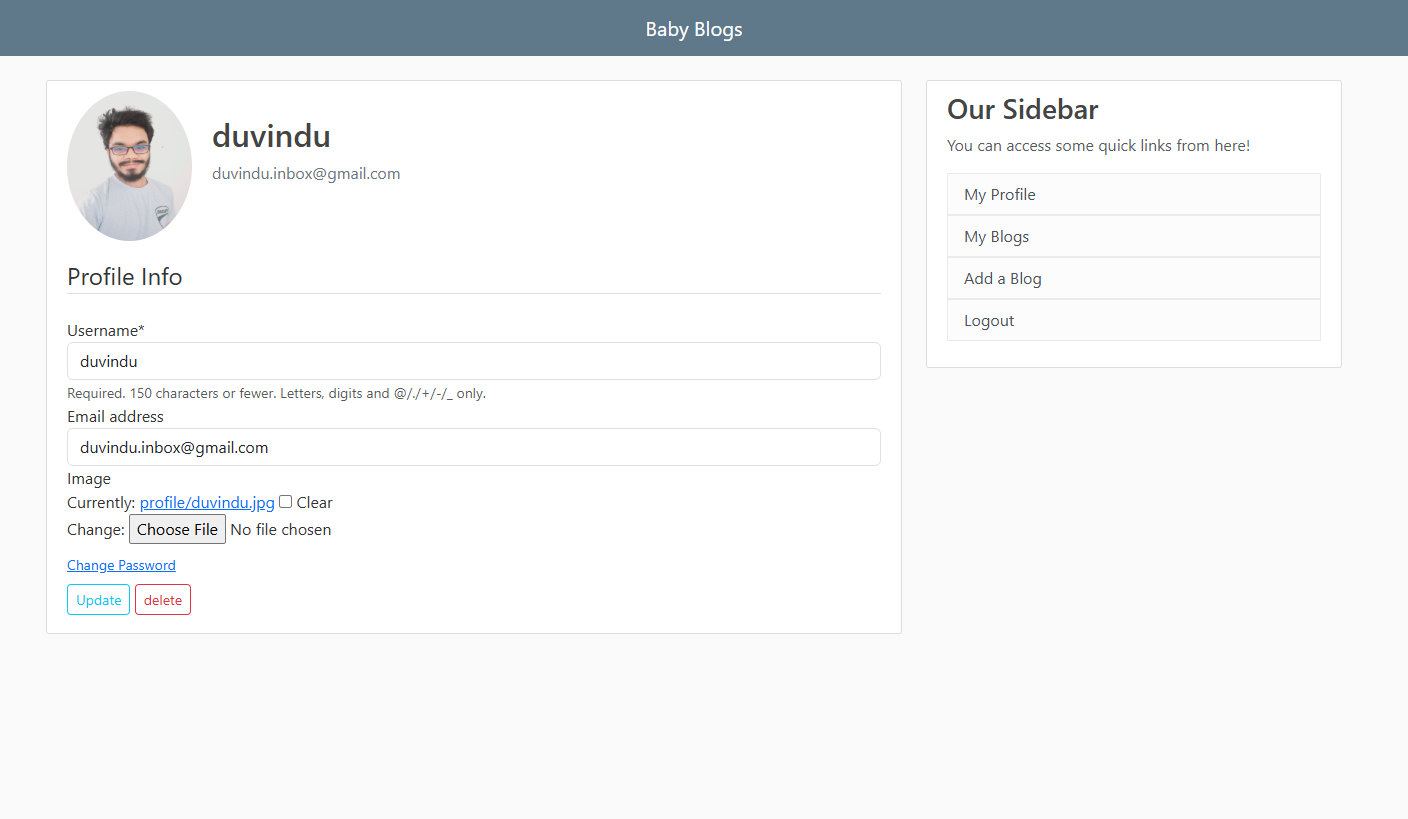 Baby Blogs
duvindu
duvindu.inbox@gmail.com
Profile Info
Username*
duvindu
Required. 150 characters or fewer. Letters, digits and @/./+/-/_ only.
Email address
duvindu.inbox@gmail.com
Image
Currently: profile/duvindu.jpg Clear
Change: Choose File No file chosen
Change Password
Update delete
Our Sidebar
You can access some quick links from here!
My Profile
My Blogs
Add a Blog
Logout